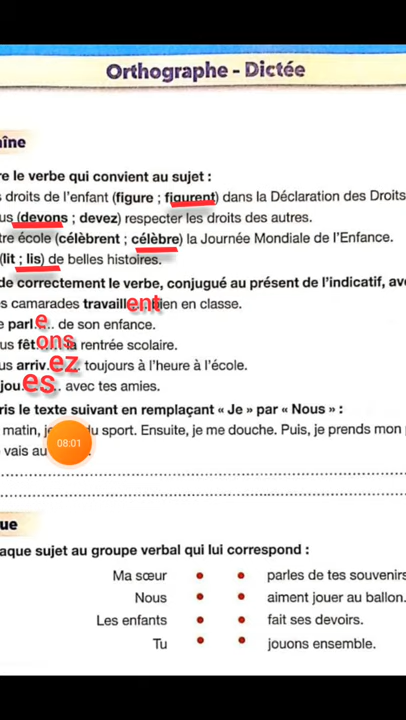 Orthographe - Dictée
îne
re le verbe qui convient au sujet :
s droits de l'enfant (figure ; figurent) dans la Déclaration des Droits
us (devons ; devez) respecter les droits des autres.
tre école (célèbrent ; célèbre) la Journée Mondiale de l'Enfance.
(lit ; lis) de belles histoires.
de correctement le verbe, conjugué au présent de l'indicatif, ave
s camarades travaill ent bien en classe.
e parl e .. de son enfance.
us fêt ons la rentrée scolaire.
us arriv. ez .. toujours à l'heure à l'école.
jou. es .. avec tes amies.
ris le texte suivant en remplaçant « Je » par « Nous » :
matin, je du sport. Ensuite, je me douche. Puis, je prends mon
vais au
08:01
ue
aque sujet au groupe verbal qui lui correspond :
Ma sœur • • parles de tes souvenirs
Nous • • aiment jouer au ballon.
Les enfants • • fait ses devoirs.
Tu • • jouons ensemble.